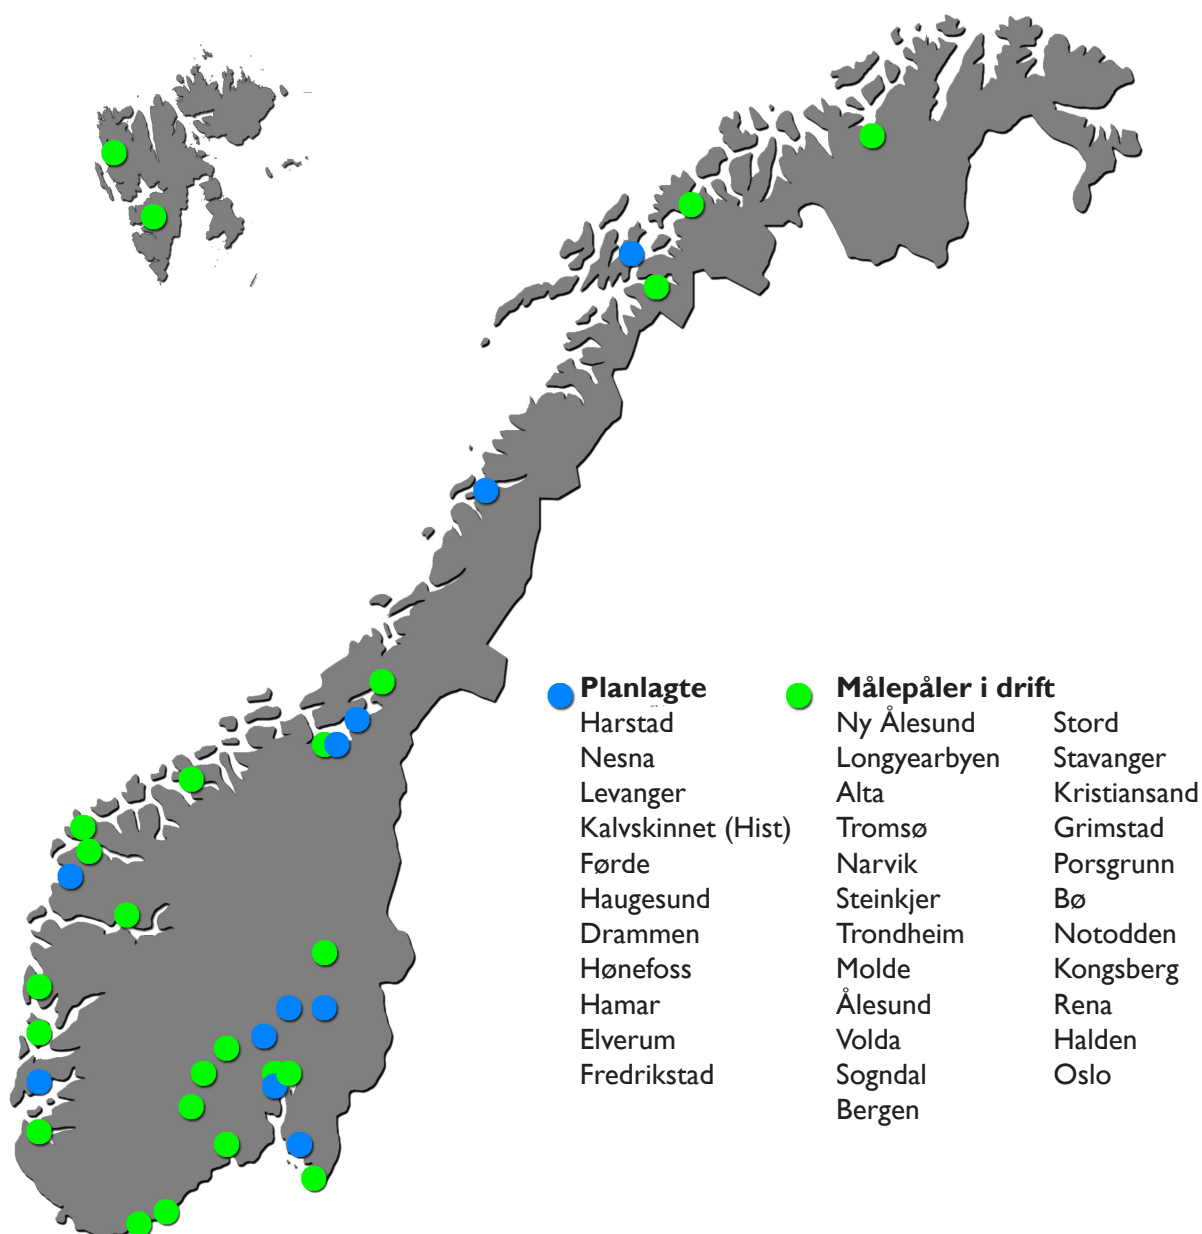 Planlagte
Harstad
Nesna
Levanger
Kalvskinnet (Hist)
Førde
Haugesund
Drammen
Hønefoss
Hamar
Elverum
Fredrikstad
Målepåler i drift
Ny Ålesund
Longyearbyen
Alta
Tromsø
Narvik
Steinkjer
Trondheim
Molde
Ålesund
Volda
Sogndal
Bergen
Stord
Stavanger
Kristiansand
Grimstad
Porsgrunn
Bø
Notodden
Kongsberg
Rena
Halden
Oslo